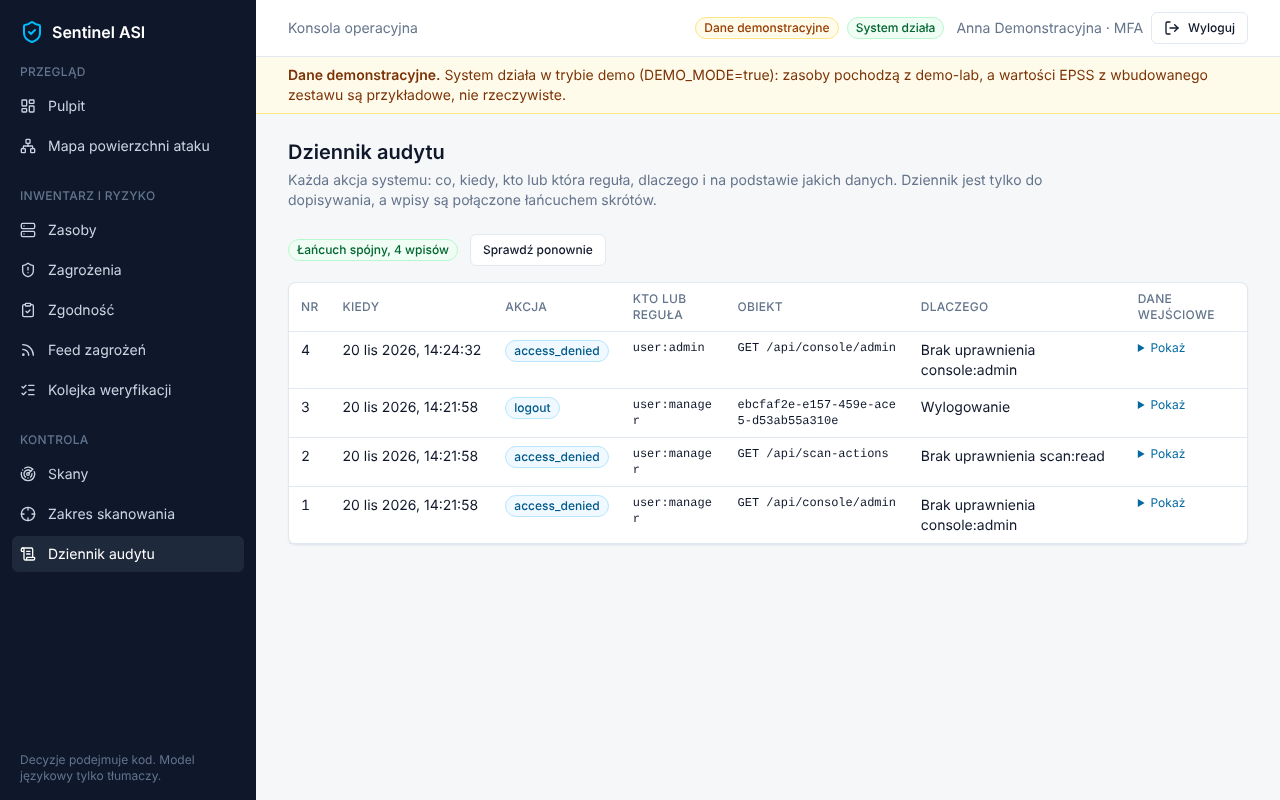 Sentinel ASI
PRZEGLĄD
Pulpit
Mapa powierzchni ataku
INWENTARZ I RYZYKO
Zasoby
Zagrożenia
Zgodność
Feed zagrożeń
Kolejka weryfikacji
KONTROLA
Skany
Zakres skanowania
Dziennik audytu
Decyzje podejmuje kod. Model
językowy tylko tłumaczy.
Konsola operacyjna
Dane demonstracyjne
System działa
Anna Demonstracyjna · MFA
Wyloguj
Dane demonstracyjne. System działa w trybie demo (DEMO_MODE=true): zasoby pochodzą z demo-lab, a wartości EPSS z wbudowanego
zestawu są przykładowe, nie rzeczywiste.
Dziennik audytu
Każda akcja systemu: co, kiedy, kto lub która reguła, dlaczego i na podstawie jakich danych. Dziennik jest tylko do
dopisywania, a wpisy są połączone łańcuchem skrótów.
Łańcuch spójny, 4 wpisów
Sprawdź ponownie
NR KIEDY AKCJA KTO LUB REGUŁA OBIEKT DLACZEGO DANE WEJŚCIOWE
4 20 lis 2026, 14:24:32 access_denied user:admin GET /api/console/admin Brak uprawnienia Pokaż
console:admin
3 20 lis 2026, 14:21:58 logout user:manage ebcfaf2e-e157-459e-ace Wylogowanie Pokaż
r 5-d53ab55a310e
2 20 lis 2026, 14:21:58 access_denied user:manage GET /api/scan-actions Brak uprawnienia scan:read Pokaż
r
1 20 lis 2026, 14:21:58 access_denied user:manage GET /api/console/admin Brak uprawnienia Pokaż
r console:admin